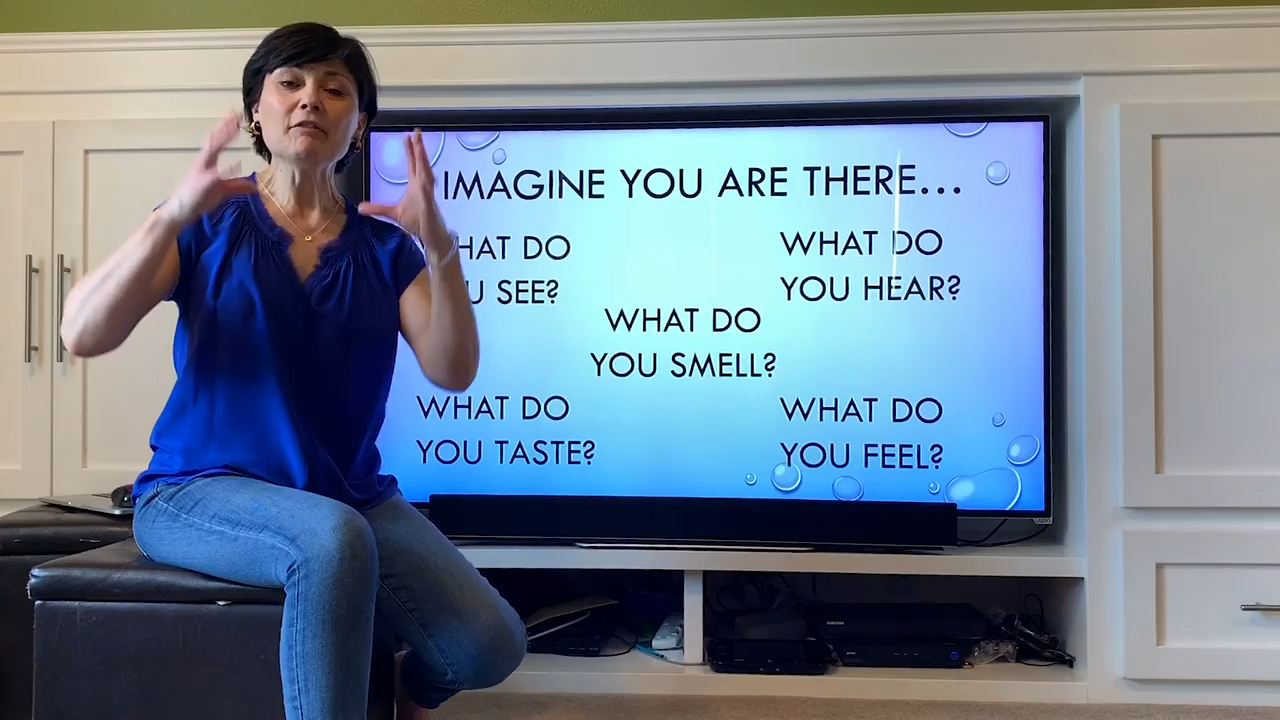 IMAGINE YOU ARE THERE...
HAT DO
U SEE?
WHAT DO
YOU HEAR?
WHAT DO
YOU SMELL?
WHAT DO
YOU TASTE?
WHAT DO
YOU FEEL?